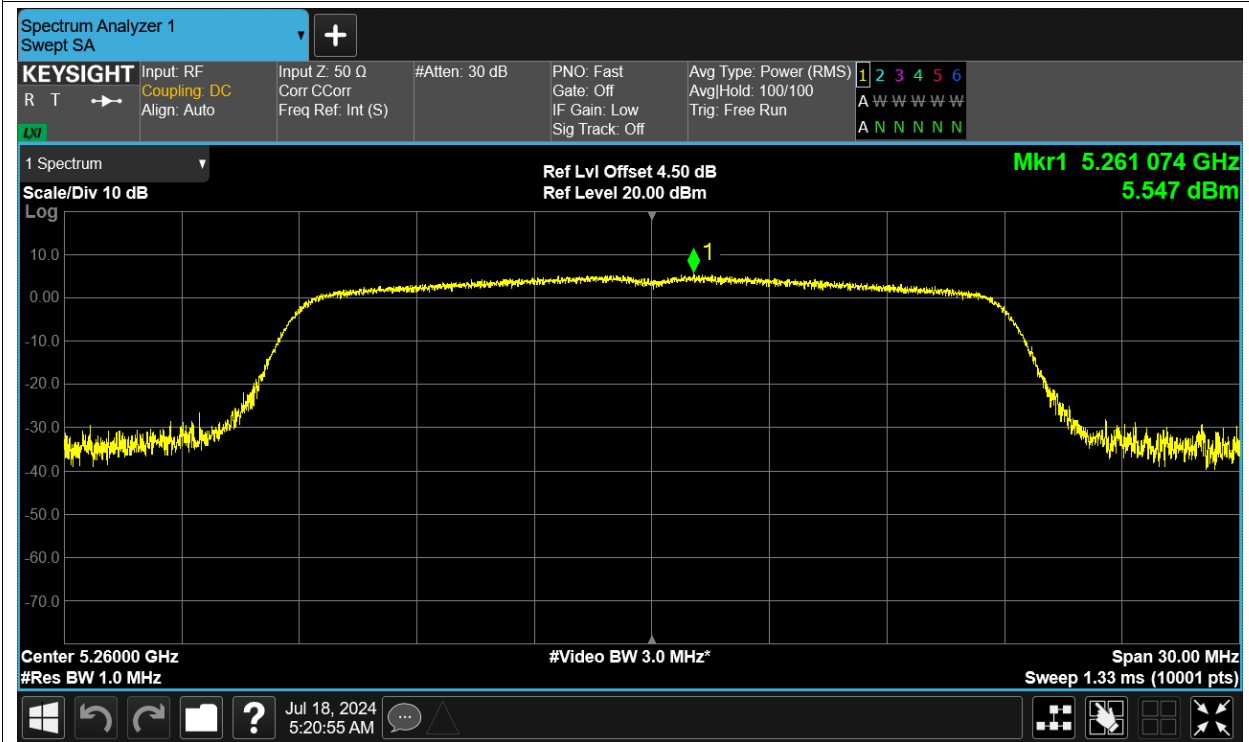 Spectrum Analyzer 1
Swept SA
KEYSIGHT
R T
LXI
Input: RF
Coupling: DC
Align: Auto
Input Z: 50 Ω
Corr CCorr
Freq Ref: Int (S)
#Atten: 30 dB
PNO: Fast
Gate: Off
IF Gain: Low
Sig Track: Off
Avg Type: Power (RMS)
Avg|Hold: 100/100
Trig: Free Run
1 2 3 4 5 6
A W W W W W
A N N N N N
1 Spectrum
Scale/Div 10 dB
Log
Ref Lvl Offset 4.50 dB
Ref Level 20.00 dBm
Mkr1 5.261 074 GHz
5.547 dBm
1
10.0
0.00
-10.0
-20.0
-30.0
-40.0
-50.0
-60.0
-70.0
Center 5.26000 GHz
#Res BW 1.0 MHz
#Video BW 3.0 MHz*
Span 30.00 MHz
Sweep 1.33 ms (10001 pts)
?
Jul 18, 2024
5:20:55 AM